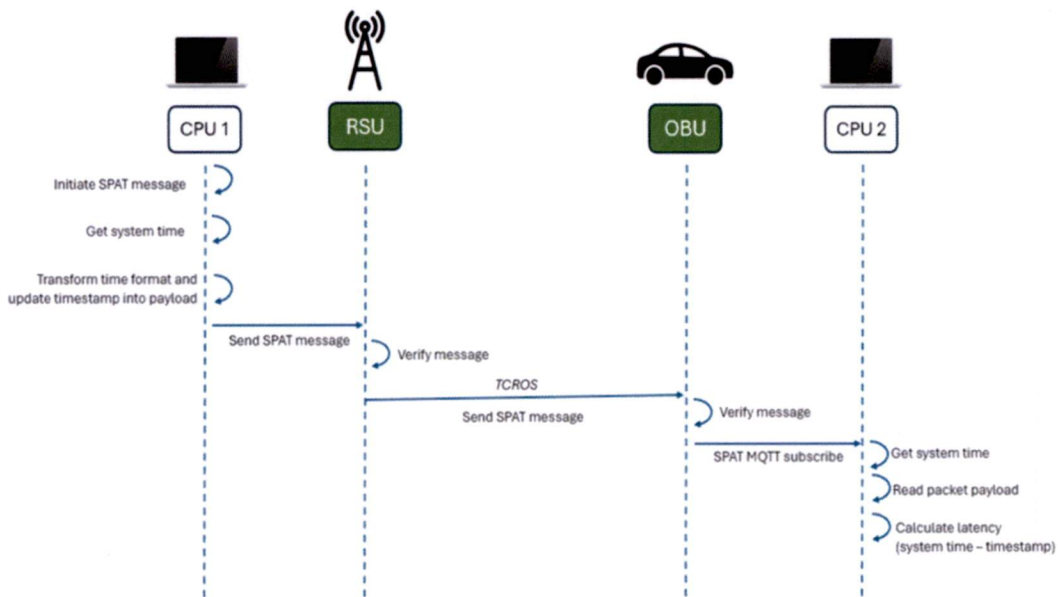 CPU 1
RSU
OBU
CPU 2
Initiate SPAT message
Get system time
Transform time format and
update timestamp into payload
Send SPAT message
Verify message
TCROS
Send SPAT message
Verify message
SPAT MQTT subscribe
Get system time
Read packet payload
Calculate latency
(system time – timestamp)